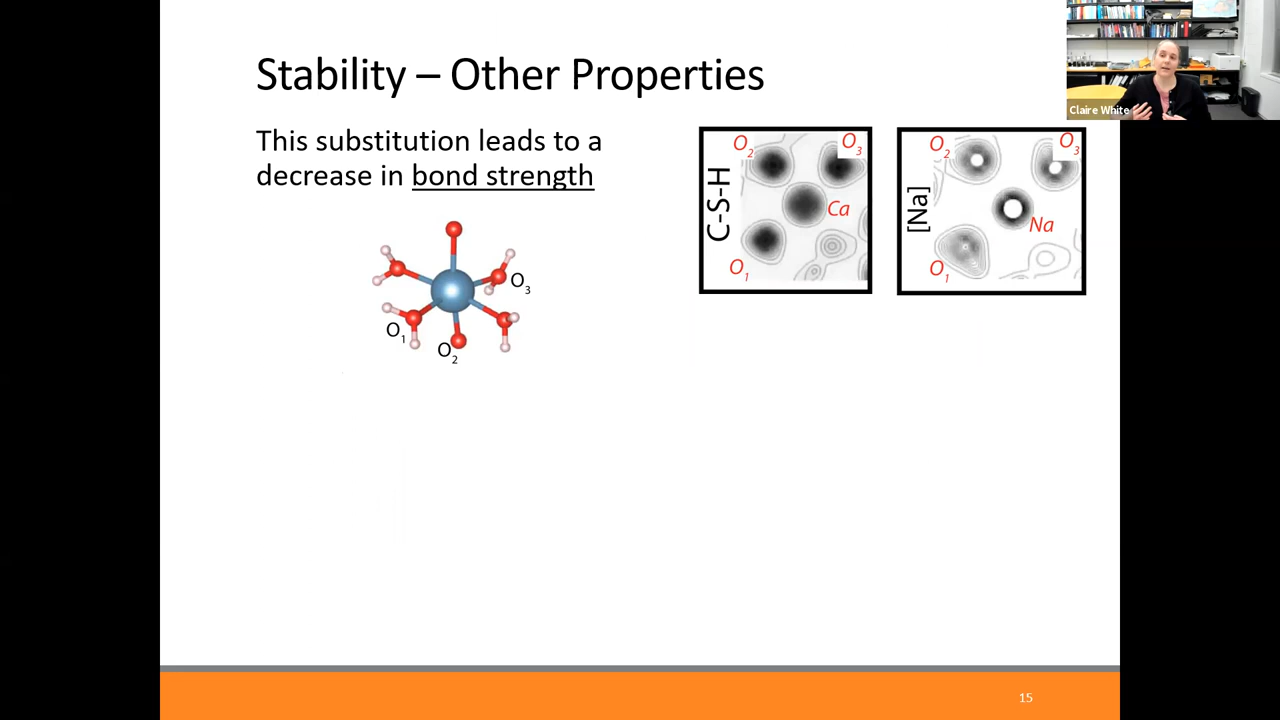 Stability – Other Properties
This substitution leads to a
decrease in bond strength
O3
O1
O2
C-S-H
O2
O3
Ca
O1
[Na]
O2
O3
Na
O1
Claire White
15